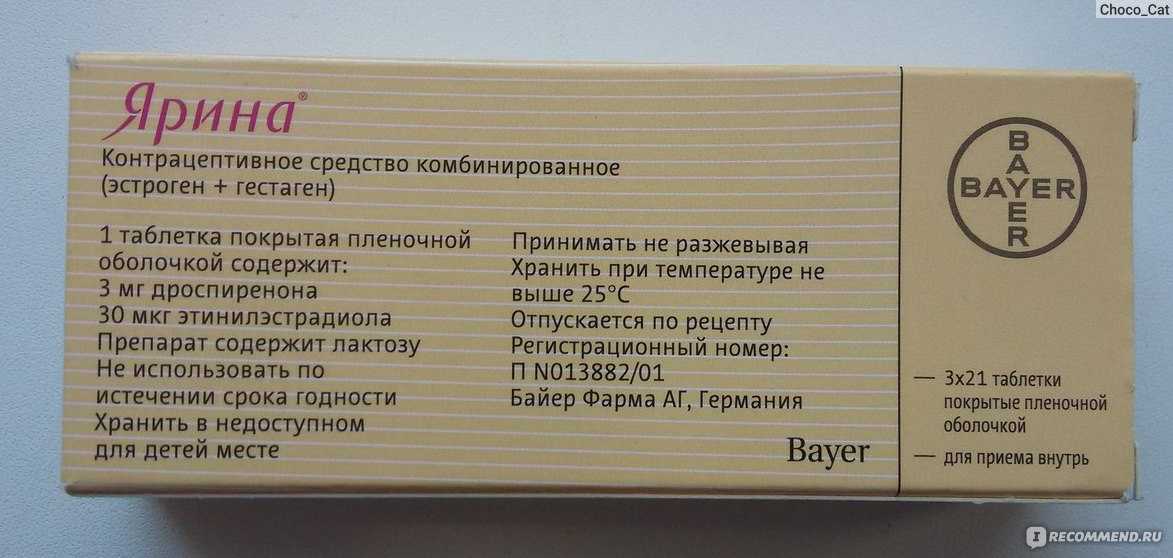 Choco_Cat
Ярина®
Контрацептивное средство комбинированное
(эстроген + гестаген)
1 таблетка покрытая пленочной
оболочкой содержит:
3 мг дроспиренона
30 мкг этинилэстрадиола
Препарат содержит лактозу
Не использовать по
истечении срока годности
Хранить в недоступном
для детей месте
Принимать не разжевывая
Хранить при температуре не
выше 25°C
Отпускается по рецепту
Регистрационный номер:
П N013882/01
Байер Фарма АГ, Германия
Bayer
BAYER
BAYER
— 3x21 таблетки
покрытые пленочной
оболочкой
— для приема внутрь
I RECOMMEND.RU